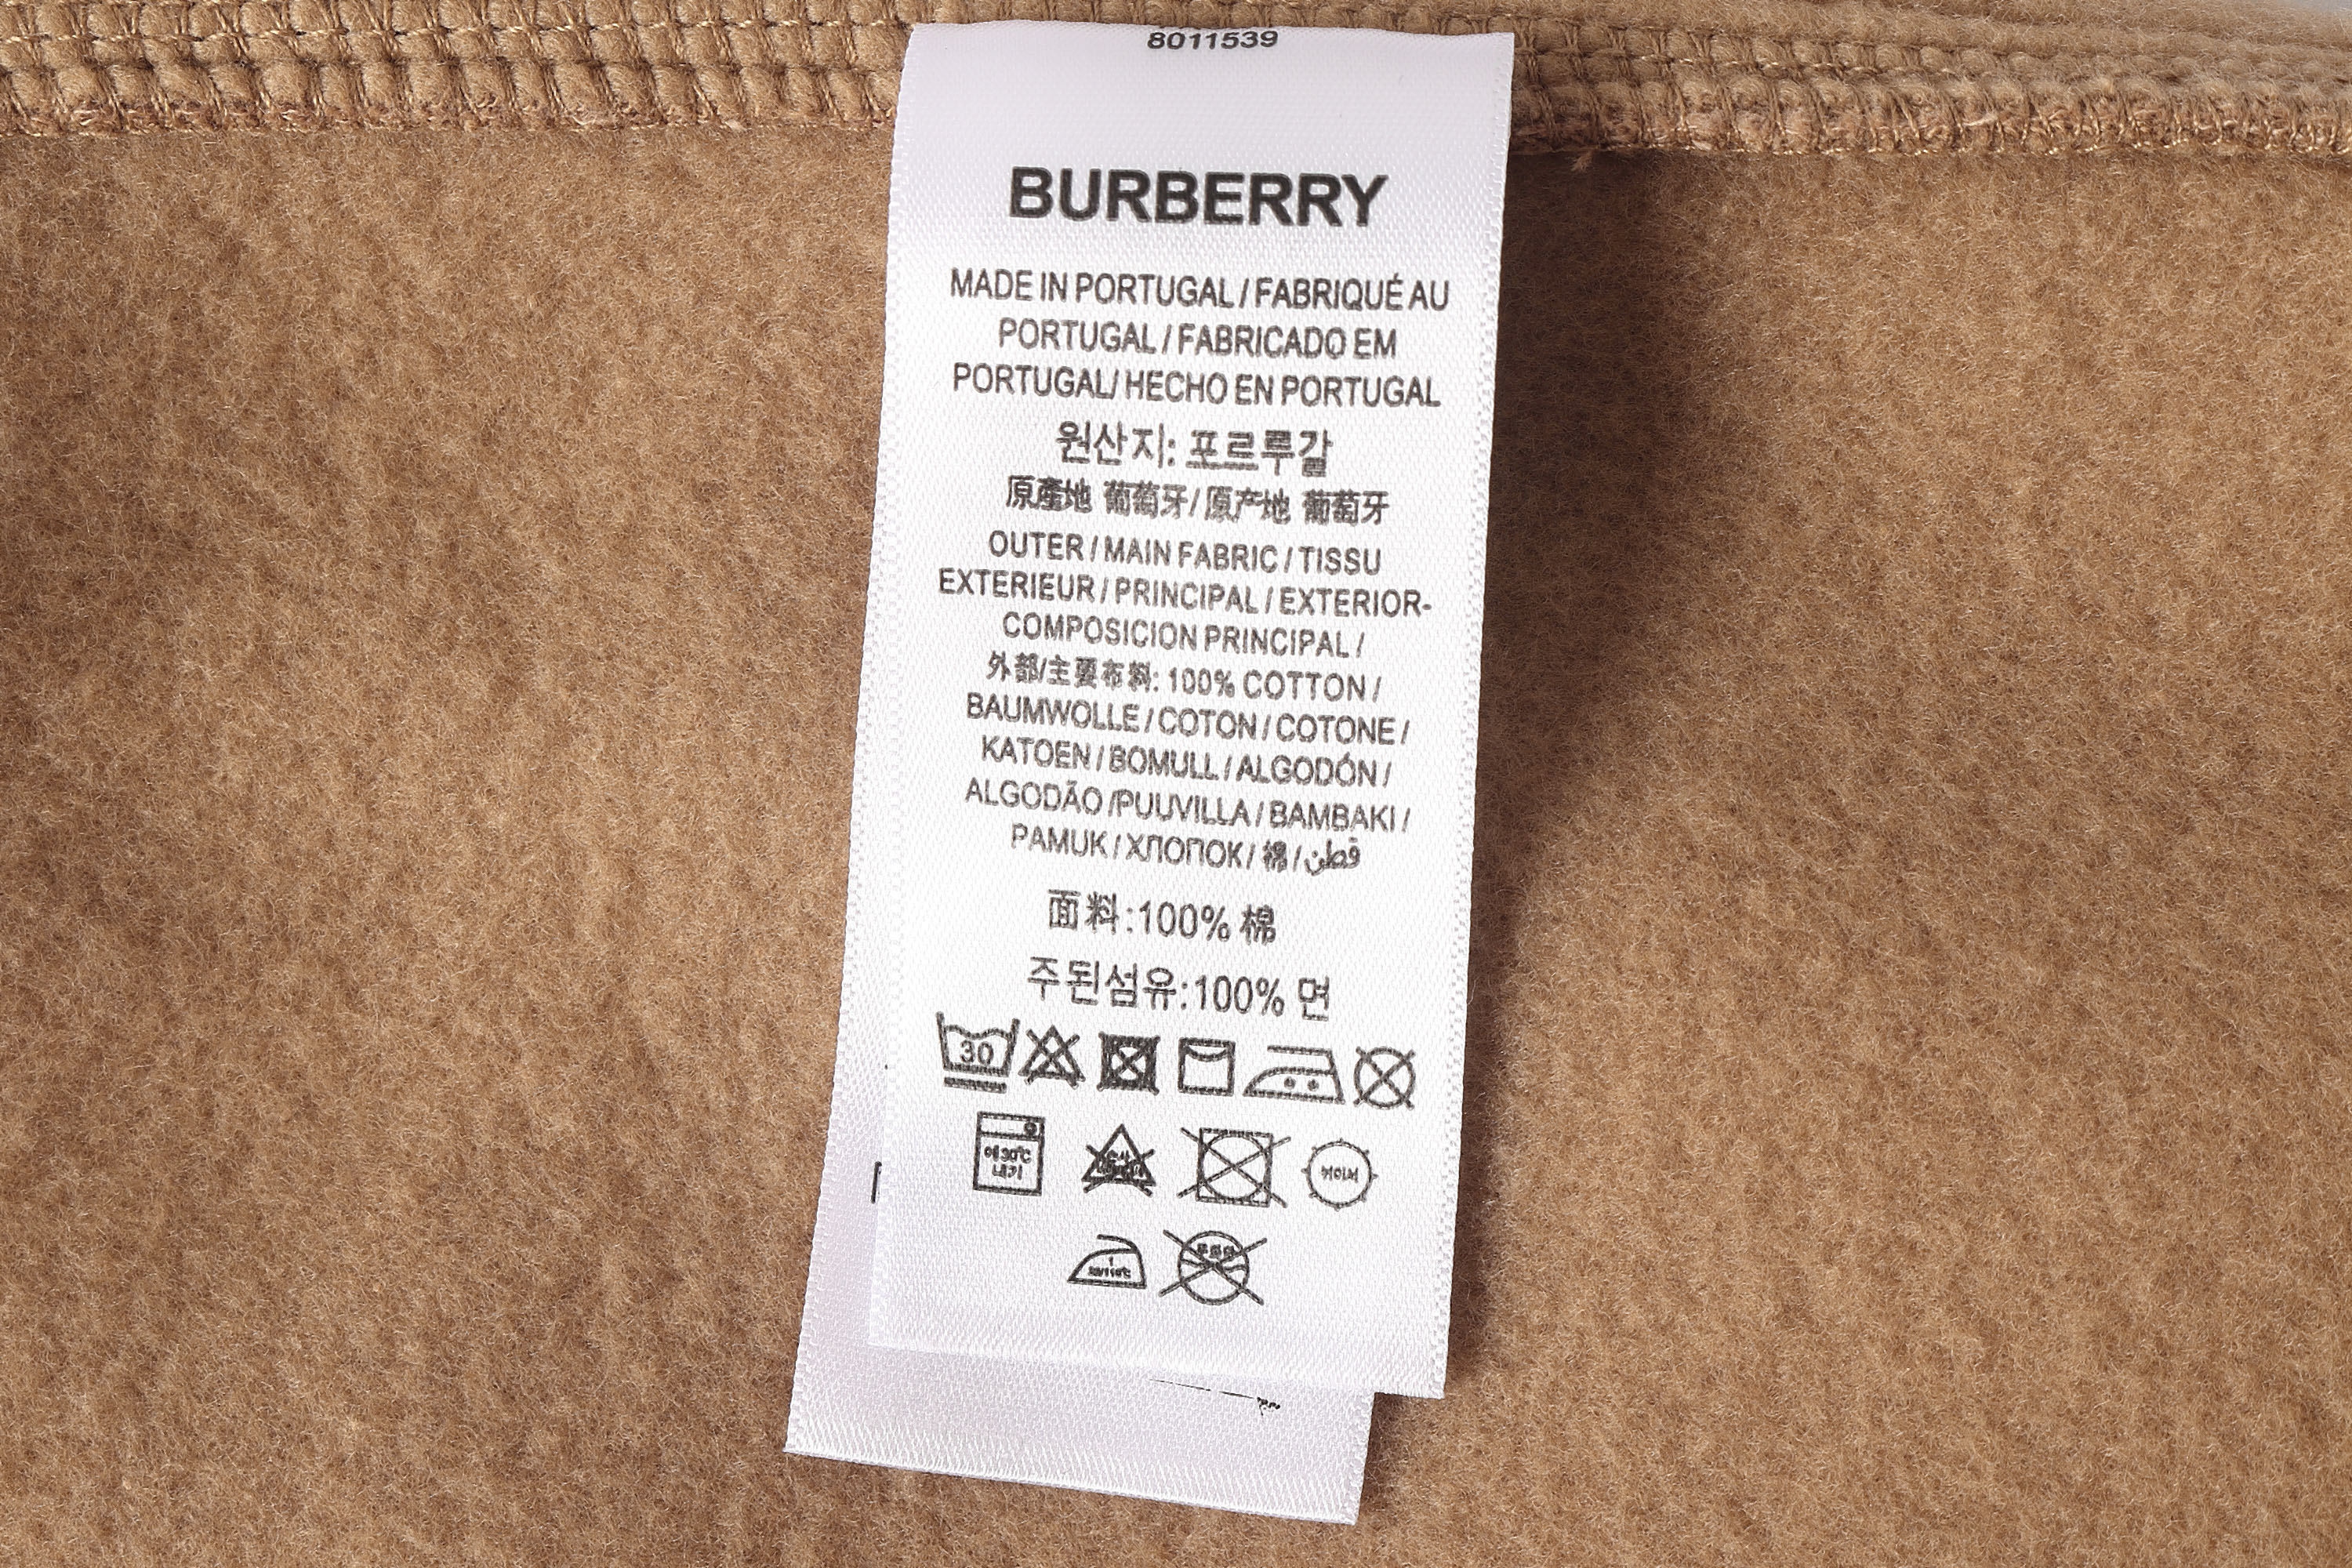 8011539
BURBERRY
MADE IN PORTUGAL / FABRIQUÉ AU
PORTUGAL / FABRICADO EM
PORTUGAL/ HECHO EN PORTUGAL
원산지: 포르루갈
原產地 葡萄牙/原产地 葡萄牙
OUTER / MAIN FABRIC / TISSU
EXTERIEUR / PRINCIPAL / EXTERIOR-
COMPOSICION PRINCIPAL /
外部/主要布料: 100% COTTON /
BAUMWOLLE / COTON / COTONE /
KATOEN / BOMULL / ALGODÓN /
ALGODÃO /PUUVILLA / BAMBAKI /
PAMUK / ХЛОПОК / 棉 / قطن
面料:100% 棉
주된섬유:100% 면
30